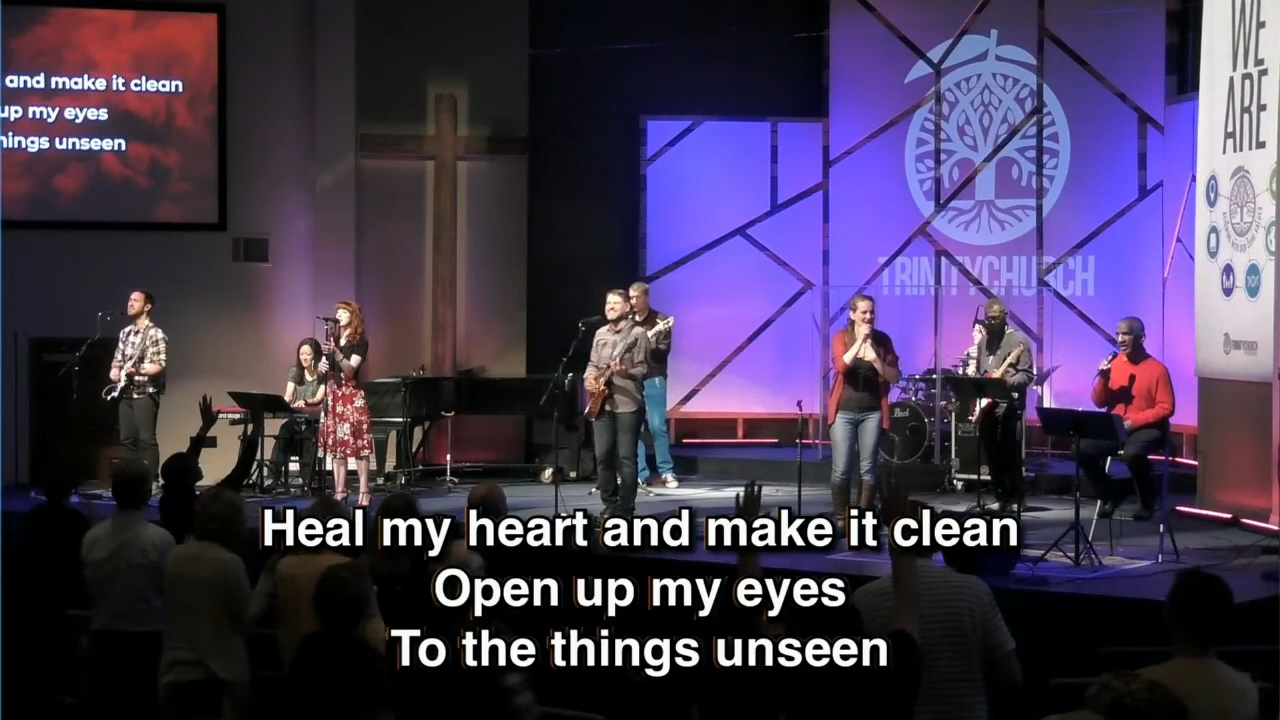 and make it clean
up my eyes
hings unseen
WE
ARE
TRINITYCHURCH
TRINITYCHURCH
Heal my heart and make it clean
Open up my eyes
To the things unseen